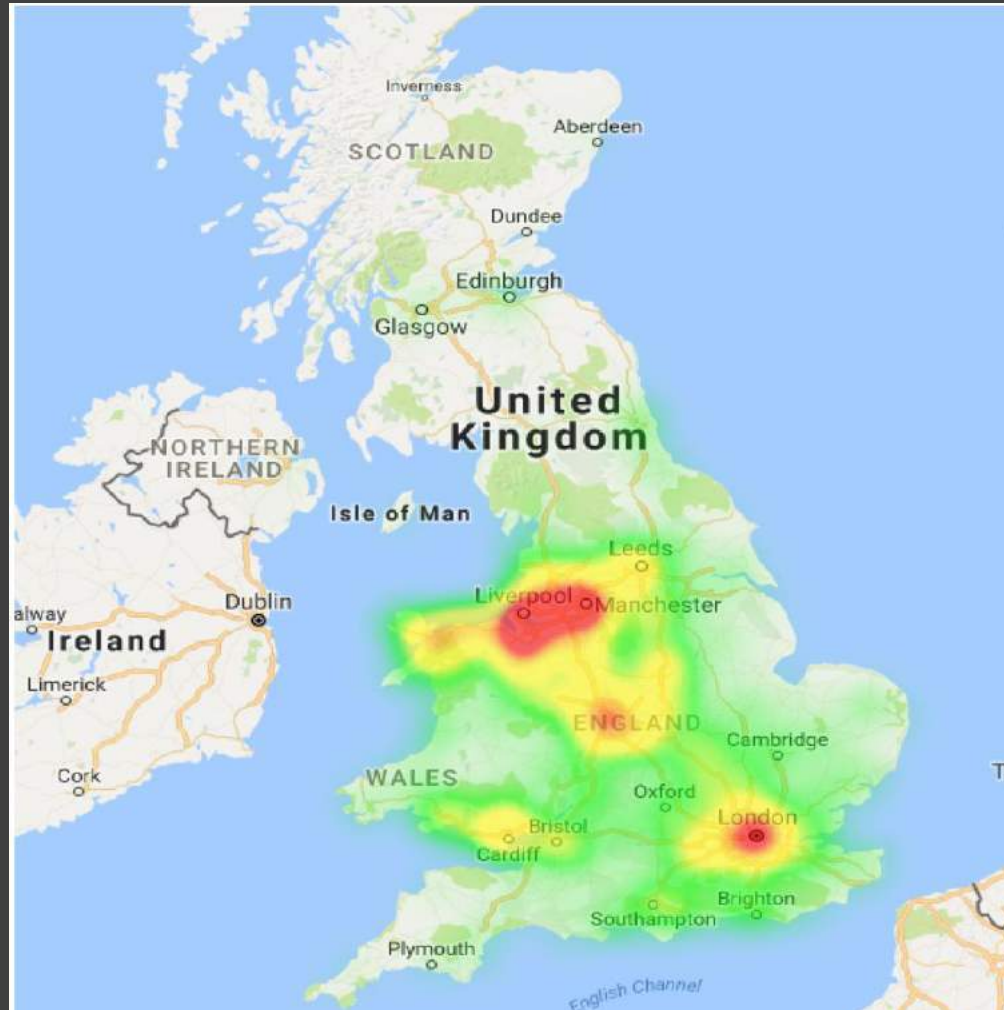 Inverness
Aberdeen
SCOTLAND
Dundee
Edinburgh
Glasgow
United
Kingdom
NORTHERN
IRELAND
Isle of Man
Leeds
Liverpool
Manchester
Dublin
alway
Ireland
Limerick
ENGLAND
Cambridge
Cork
WALES
T
Oxford
London
Bristol
Cardiff
Brighton
Southampton
Plymouth
English Channel